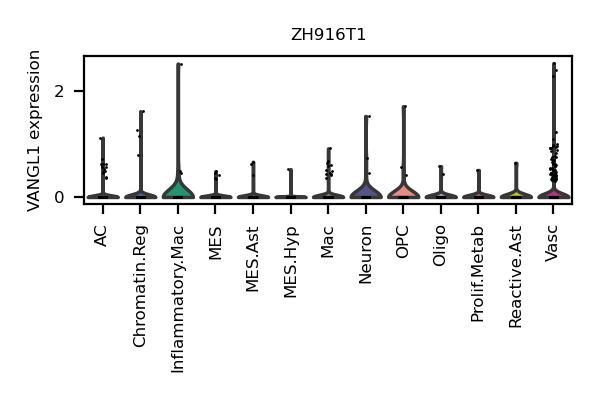 ZH916T1
VANGL1 expression
2
0
AC
Chromatin.Reg
Inflammatory.Mac
MES
MES.Ast
MES.Hyp
Mac
Neuron
OPC
Oligo
Prolif.Metab
Reactive.Ast
Vasc